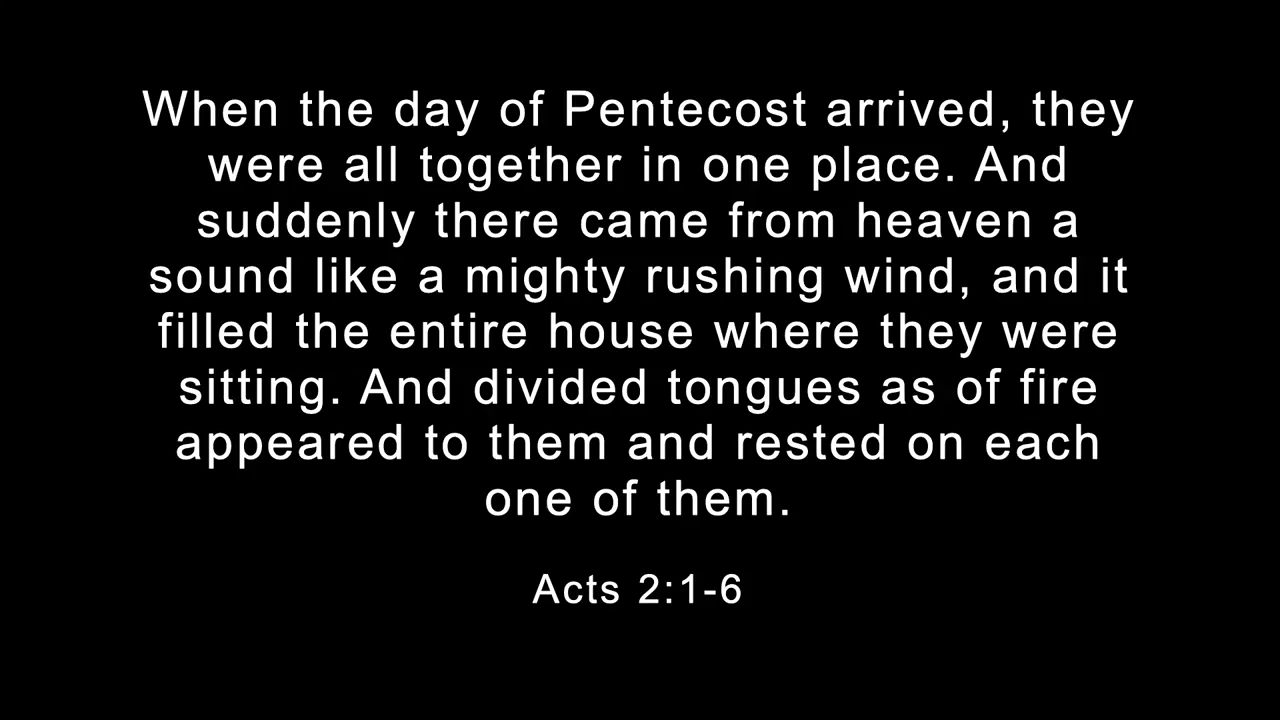 When the day of Pentecost arrived, they
were all together in one place. And
suddenly there came from heaven a
sound like a mighty rushing wind, and it
filled the entire house where they were
sitting. And divided tongues as of fire
appeared to them and rested on each
one of them.
Acts 2:1-6